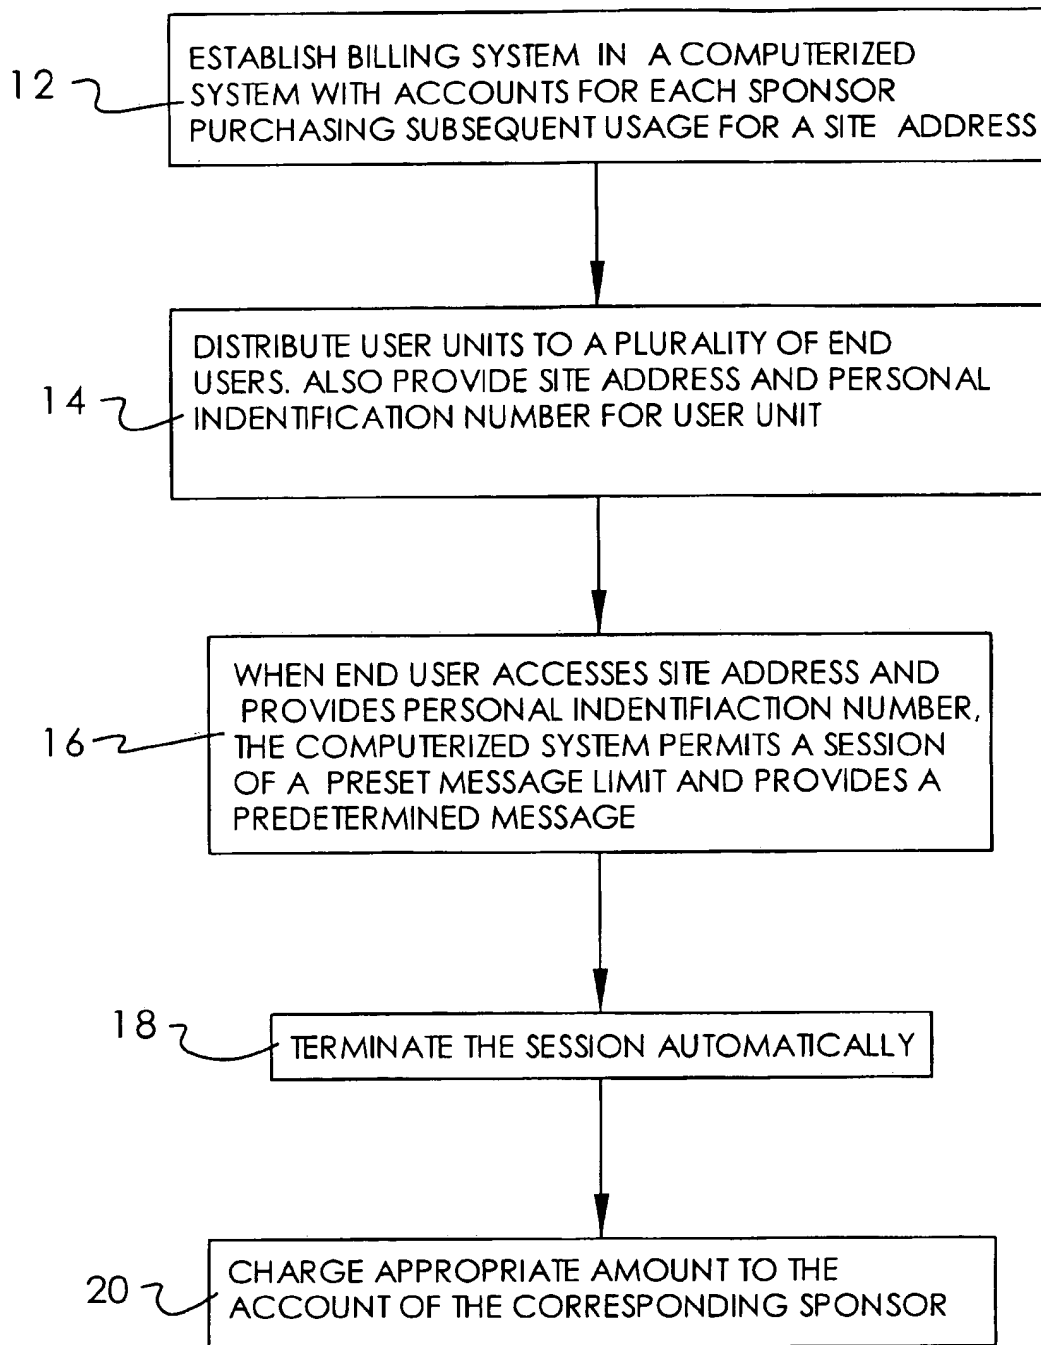 12
ESTABLISH BILLING SYSTEM IN A COMPUTERIZED
SYSTEM WITH ACCOUNTS FOR EACH SPONSOR
PURCHASING SUBSEQUENT USAGE FOR A SITE ADDRESS
14
DISTRIBUTE USER UNITS TO A PLURALITY OF END
USERS. ALSO PROVIDE SITE ADDRESS AND PERSONAL
INDENTIFICATION NUMBER FOR USER UNIT
16
WHEN END USER ACCESSES SITE ADDRESS AND
PROVIDES PERSONAL INDENTIFIACTION NUMBER,
THE COMPUTERIZED SYSTEM PERMITS A SESSION
OF A PRESET MESSAGE LIMIT AND PROVIDES A
PREDETERMINED MESSAGE
18
TERMINATE THE SESSION AUTOMATICALLY
20
CHARGE APPROPRIATE AMOUNT TO THE
ACCOUNT OF THE CORRESPONDING SPONSOR